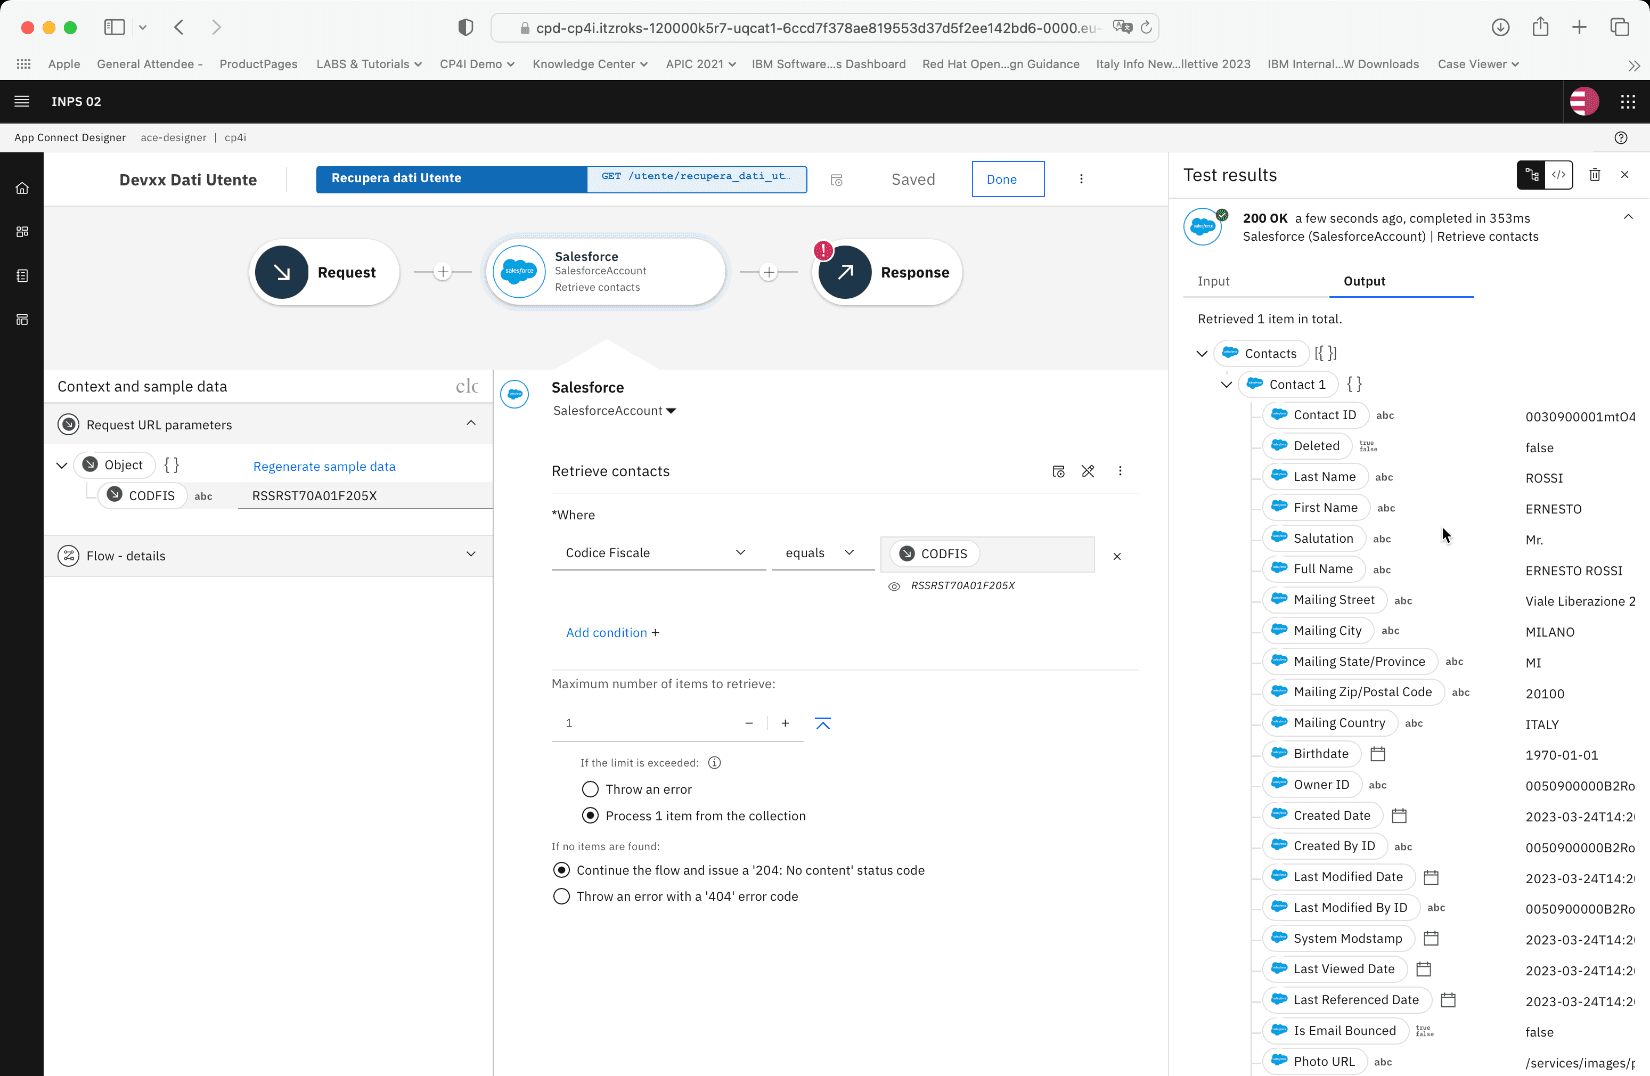 cpd-cp4i.itzroks-120000k5r7-uqcat1-6ccd7f378ae819553d37d5f2ee142bd6-0000.eu-
Apple General Attendee - ProductPages LABS & Tutorials CP4I Demo Knowledge Center APIC 2021 IBM Software...s Dashboard Red Hat Open...gn Guidance Italy Info New...llettive 2023 IBM Internal...W Downloads Case Viewer
INPS 02
App Connect Designer ace-designer | cp4i
Devxx Dati Utente
Recupera dati Utente GET /utente/recupera_dati_ut…
Saved
Done
Request
Salesforce
SalesforceAccount
Retrieve contacts
Response
Context and sample data
Request URL parameters
Object { } Regenerate sample data
CODFIS abc RSSRST70A01F205X
Flow - details
Salesforce
SalesforceAccount
Retrieve contacts
*Where
Codice Fiscale equals CODFIS
RSSRST70A01F205X
Add condition +
Maximum number of items to retrieve:
1 − +
If the limit is exceeded:
Throw an error
Process 1 item from the collection
If no items are found:
Continue the flow and issue a '204: No content' status code
Throw an error with a '404' error code
Test results
</>
200 OK a few seconds ago, completed in 353ms
Salesforce (SalesforceAccount) | Retrieve contacts
Input Output
Retrieved 1 item in total.
Contacts [{ }]
Contact 1 { }
Contact ID abc 0030900001mtO4
Deleted true false false
Last Name abc ROSSI
First Name abc ERNESTO
Salutation abc Mr.
Full Name abc ERNESTO ROSSI
Mailing Street abc Viale Liberazione 2
Mailing City abc MILANO
Mailing State/Province abc MI
Mailing Zip/Postal Code abc 20100
Mailing Country abc ITALY
Birthdate 1970-01-01
Owner ID abc 0050900000B2Ro
Created Date 2023-03-24T14:2
Created By ID abc 0050900000B2Ro
Last Modified Date 2023-03-24T14:2
Last Modified By ID abc 0050900000B2Ro
System Modstamp 2023-03-24T14:2
Last Viewed Date 2023-03-24T14:2
Last Referenced Date 2023-03-24T14:2
Is Email Bounced true false false
Photo URL abc /services/images/p